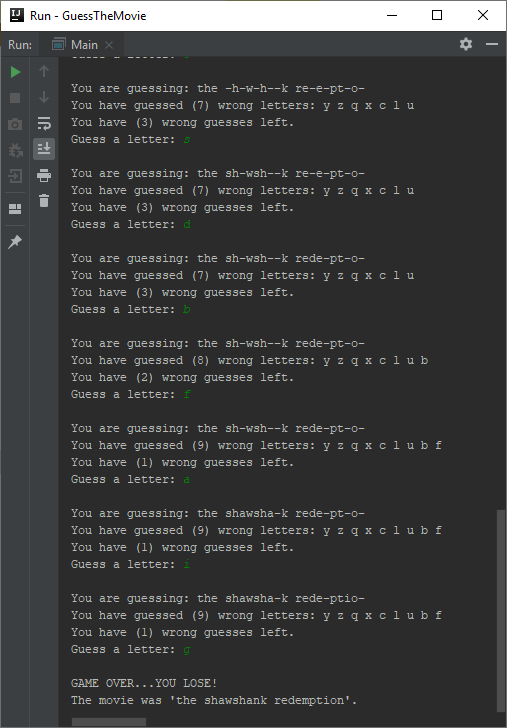 Run - GuessTheMovie
Run: Main
You are guessing: the -h-w-h--k re-e-pt-o-
You have guessed (7) wrong letters: y z q x c l u
You have (3) wrong guesses left.
Guess a letter: s
You are guessing: the sh-wsh--k re-e-pt-o-
You have guessed (7) wrong letters: y z q x c l u
You have (3) wrong guesses left.
Guess a letter: d
You are guessing: the sh-wsh--k rede-pt-o-
You have guessed (7) wrong letters: y z q x c l u
You have (3) wrong guesses left.
Guess a letter: b
You are guessing: the sh-wsh--k rede-pt-o-
You have guessed (8) wrong letters: y z q x c l u b
You have (2) wrong guesses left.
Guess a letter: f
You are guessing: the sh-wsh--k rede-pt-o-
You have guessed (9) wrong letters: y z q x c l u b f
You have (1) wrong guesses left.
Guess a letter: a
You are guessing: the shawsha-k rede-pt-o-
You have guessed (9) wrong letters: y z q x c l u b f
You have (1) wrong guesses left.
Guess a letter: i
You are guessing: the shawsha-k rede-ptio-
You have guessed (9) wrong letters: y z q x c l u b f
You have (1) wrong guesses left.
Guess a letter: g
GAME OVER...YOU LOSE!
The movie was 'the shawshank redemption'.